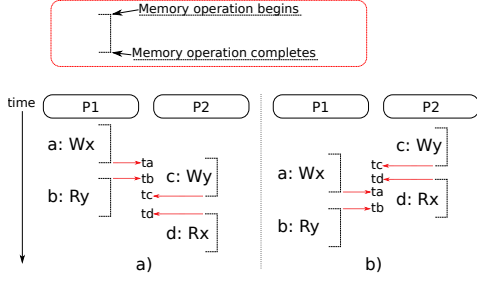 Memory operation begins
Memory operation completes
time
P1 P2 P1 P2
a: Wx
ta
tb
b: Ry
c: Wy
tc
td
d: Rx
a)
c: Wy
tc
td
a: Wx
ta
tb
d: Rx
b: Ry
b)